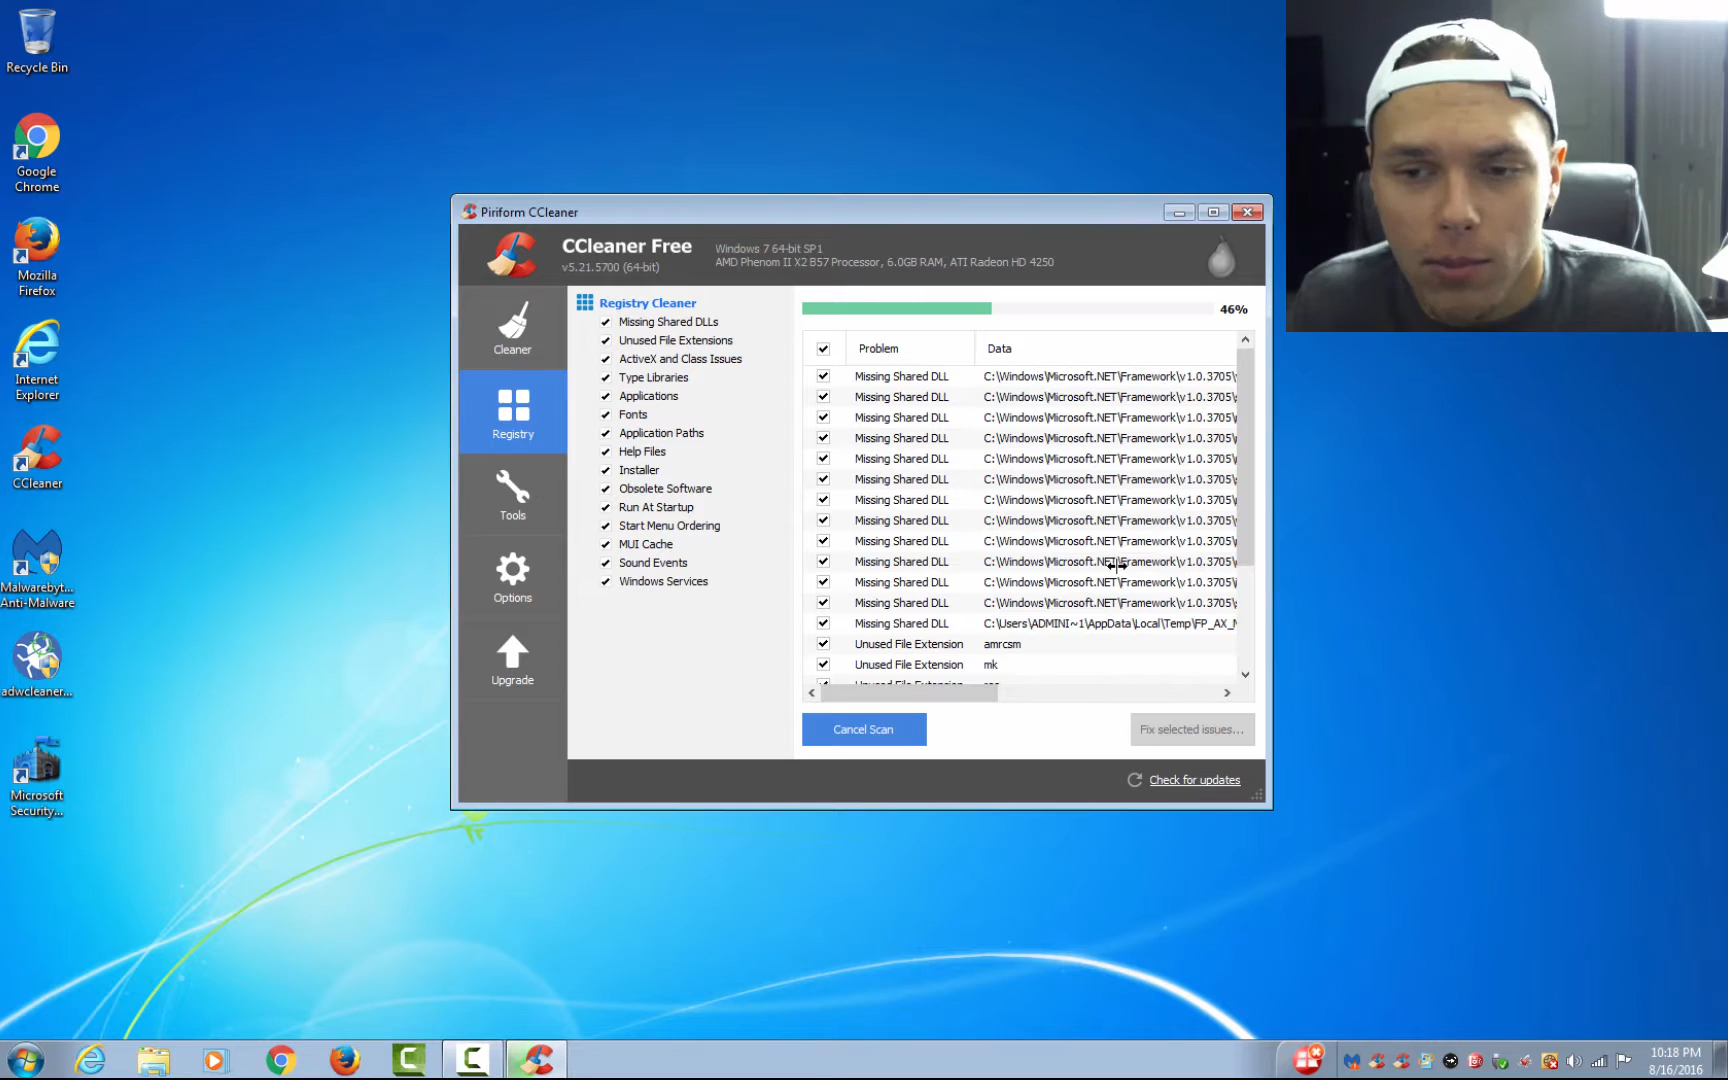 Recycle Bin
Google
Chrome
Mozilla
Firefox
Internet
Explorer
CCleaner
Malwareby...
Anti-Malware
adwcleaner...
Microsoft
Security...
Piriform CCleaner
CCleaner Free
v5.21.5700 (64-bit)
Windows 7 64-bit SP1
AMD Phenom II X2 B57 Processor, 6.0GB RAM, ATI Radeon HD 4250
Cleaner
Registry
Tools
Options
Upgrade
Registry Cleaner
Missing Shared DLLs
Unused File Extensions
ActiveX and Class Issues
Type Libraries
Applications
Fonts
Application Paths
Help Files
Installer
Obsolete Software
Run At Startup
Start Menu Ordering
MUI Cache
Sound Events
Windows Services
46%
Problem Data
Missing Shared DLL C:\Windows\Microsoft.NET\Framework\v1.0.3705\
Missing Shared DLL C:\Windows\Microsoft.NET\Framework\v1.0.3705\
Missing Shared DLL C:\Windows\Microsoft.NET\Framework\v1.0.3705\
Missing Shared DLL C:\Windows\Microsoft.NET\Framework\v1.0.3705\
Missing Shared DLL C:\Windows\Microsoft.NET\Framework\v1.0.3705\
Missing Shared DLL C:\Windows\Microsoft.NET\Framework\v1.0.3705\
Missing Shared DLL C:\Windows\Microsoft.NET\Framework\v1.0.3705\
Missing Shared DLL C:\Windows\Microsoft.NET\Framework\v1.0.3705\
Missing Shared DLL C:\Windows\Microsoft.NET\Framework\v1.0.3705\
Missing Shared DLL C:\Windows\Microsoft.NET\Framework\v1.0.3705\
Missing Shared DLL C:\Windows\Microsoft.NET\Framework\v1.0.3705\
Missing Shared DLL C:\Windows\Microsoft.NET\Framework\v1.0.3705\
Missing Shared DLL C:\Users\ADMINI~1\AppData\Local\Temp\FP_AX_
Unused File Extension amrcsm
Unused File Extension mk
Unused File Extension
Cancel Scan
Fix selected issues...
Check for updates
10:18 PM
8/16/2016